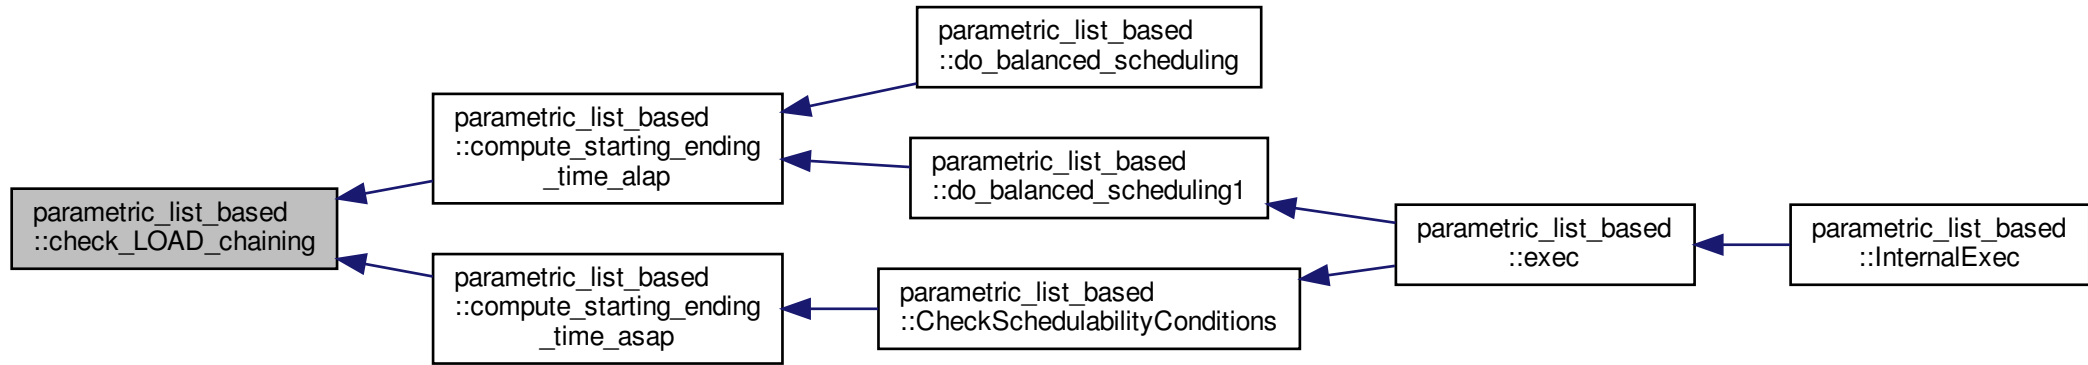 parametric_list_based
::check_LOAD_chaining
parametric_list_based
::compute_starting_ending
_time_alap
parametric_list_based
::compute_starting_ending
_time_asap
parametric_list_based
::do_balanced_scheduling
parametric_list_based
::do_balanced_scheduling1
parametric_list_based
::CheckSchedulabilityConditions
parametric_list_based
::exec
parametric_list_based
::InternalExec